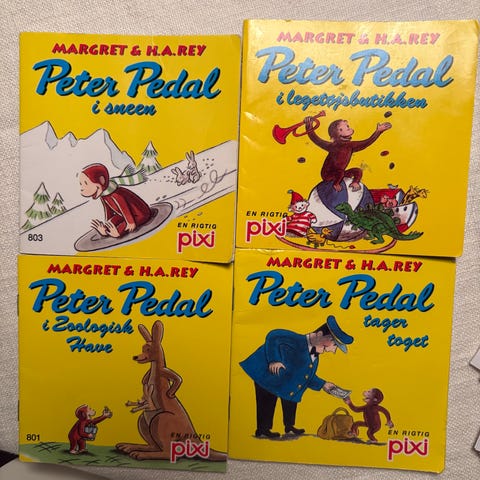 MARGRET & H.A.REY
Peter Pedal
i sneen
803
EN RIGTIG
pixi
MARGRET & H.A.REY
Peter Pedal
i legetøjsbutikken
EN RIGTIG
pixi
MARGRET & H.A.REY
Peter Pedal
i Zoologisk
Have
801
EN RIGTIG
pixi
MARGRET & H.A.REY
Peter Pedal
tager
toget
EN RIGTIG
pixi